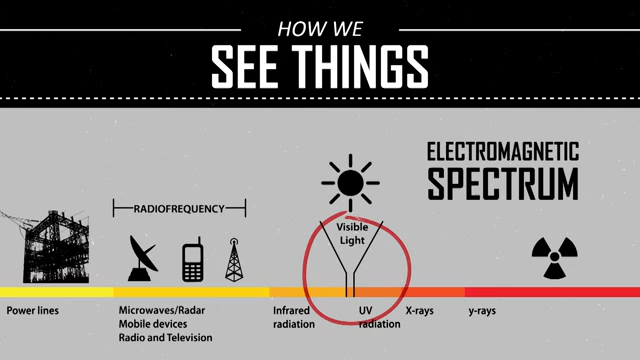 HOW WE
SEE THINGS
ELECTROMAGNETIC
SPECTRUM
RADIOFREQUENCY
Visible
Light
Power lines
Microwaves/Radar
Mobile devices
Radio and Television
Infrared
radiation
UV
radiation
X-rays
y-rays